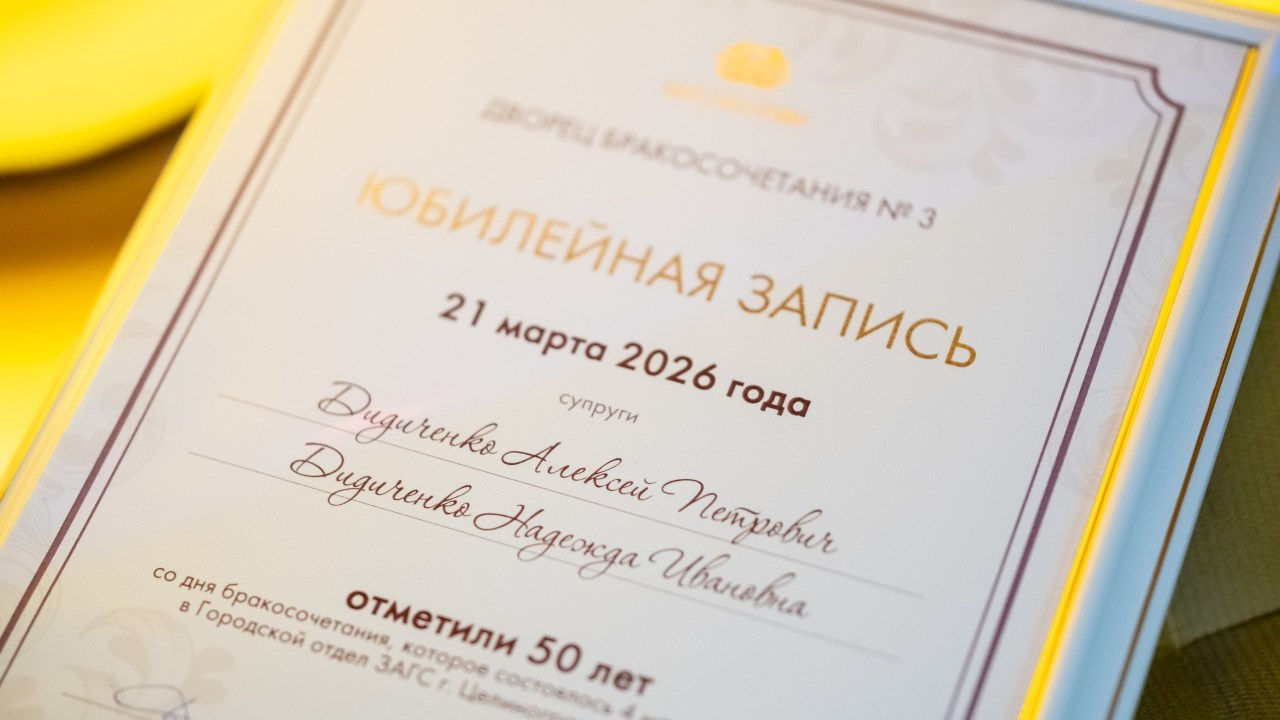 ДВОРЕЦ БРАКОСОЧЕТАНИЯ № 3
ЮБИЛЕЙНАЯ ЗАПИСЬ
21 марта 2026 года
супруги
Дидиченко Алексей Петрович
Дидиченко Надежда Ивановна
отметили 50 лет
со дня бракосочетания, которое состоялось 4
в Городской отдел ЗАГС г.